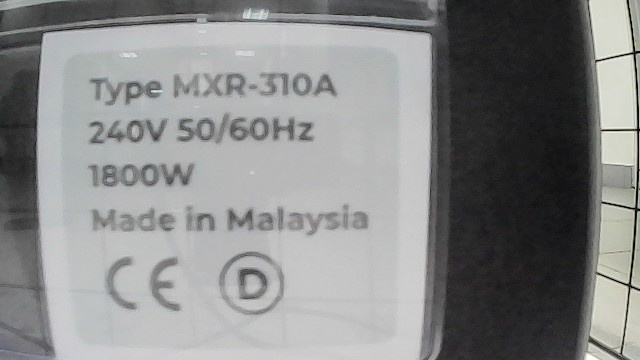 Type MXR-310A
240V 50/60Hz
1800W
Made in Malaysia
CE D